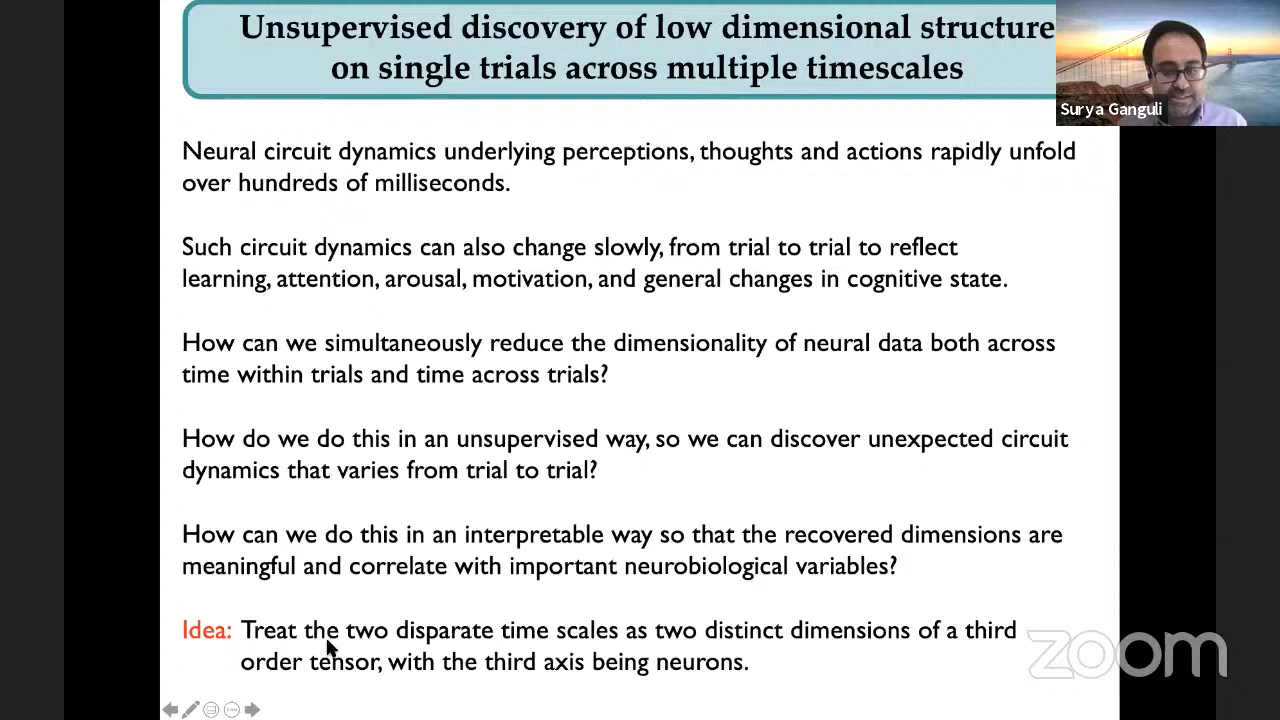 Unsupervised discovery of low dimensional structure
on single trials across multiple timescales
Surya Ganguli
Neural circuit dynamics underlying perceptions, thoughts and actions rapidly unfold
over hundreds of milliseconds.
Such circuit dynamics can also change slowly, from trial to trial to reflect
learning, attention, arousal, motivation, and general changes in cognitive state.
How can we simultaneously reduce the dimensionality of neural data both across
time within trials and time across trials?
How do we do this in an unsupervised way, so we can discover unexpected circuit
dynamics that varies from trial to trial?
How can we do this in an interpretable way so that the recovered dimensions are
meaningful and correlate with important neurobiological variables?
Idea: Treat the two disparate time scales as two distinct dimensions of a third
order tensor, with the third axis being neurons.
zoom